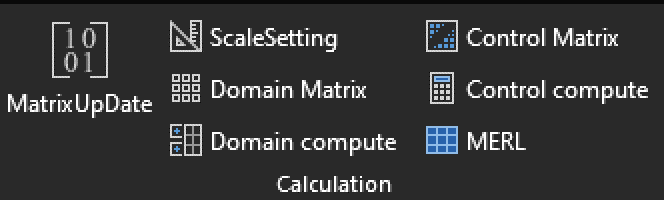 10
01
MatrixUpDate
ScaleSetting
Domain Matrix
Domain compute
Control Matrix
Control compute
MERL
Calculation